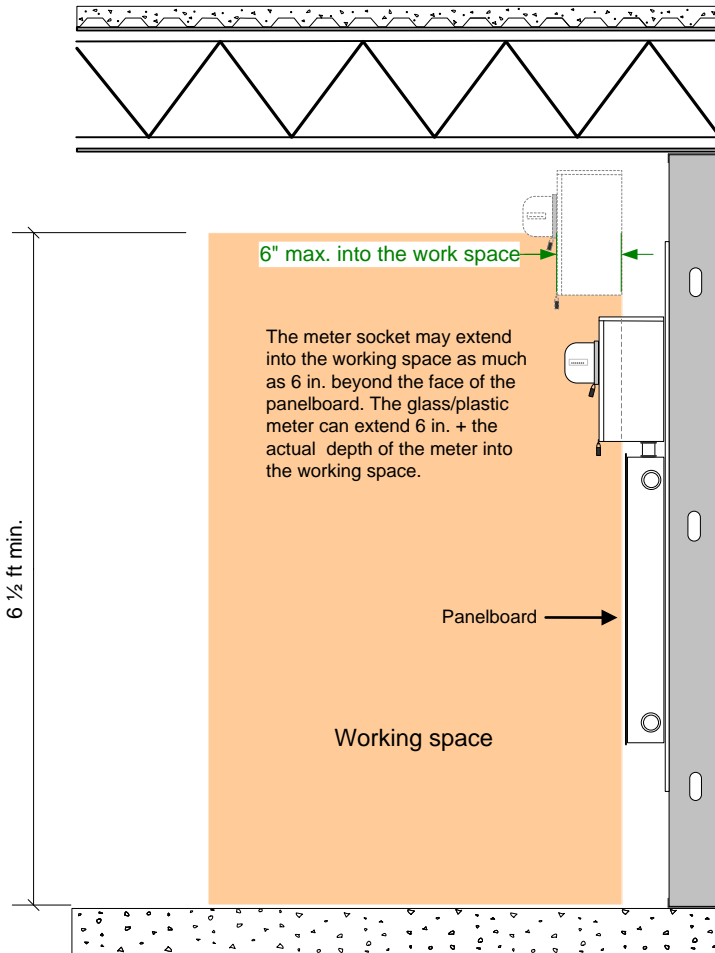 6" max. into the work space
The meter socket may extend
into the working space as much
as 6 in. beyond the face of the
panelboard. The glass/plastic
meter can extend 6 in. + the
actual depth of the meter into
the working space.
6 ½ ft min.
Panelboard
Working space